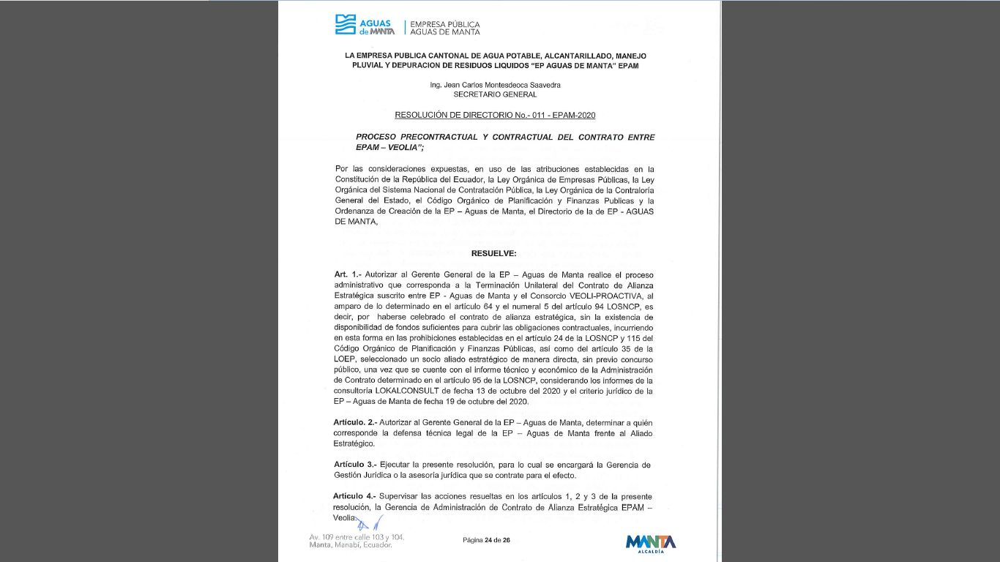 AGUAS
de MANTA
EMPRESA PÚBLICA
AGUAS DE MANTA
LA EMPRESA PUBLICA CANTONAL DE AGUA POTABLE, ALCANTARILLADO, MANEJO
PLUVIAL Y DEPURACION DE RESIDUOS LIQUIDOS “EP AGUAS DE MANTA” EPAM
Ing. Jean Carlos Montesdeoca Saavedra
SECRETARIO GENERAL
RESOLUCIÓN DE DIRECTORIO No.- 011 - EPAM-2020
PROCESO PRECONTRACTUAL Y CONTRACTUAL DEL CONTRATO ENTRE
EPAM – VEOLIA”;
Por las consideraciones expuestas, en uso de las atribuciones establecidas en la
Constitución de la República del Ecuador, la Ley Orgánica de Empresas Públicas, la Ley
Orgánica del Sistema Nacional de Contratación Pública, la Ley Orgánica de la Contraloría
General del Estado, el Código Orgánico de Planificación y Finanzas Publicas y la
Ordenanza de Creación de la EP – Aguas de Manta, el Directorio de la de EP - AGUAS
DE MANTA,
RESUELVE:
Art. 1.- Autorizar al Gerente General de la EP – Aguas de Manta realice el proceso
administrativo que corresponda a la Terminación Unilateral del Contrato de Alianza
Estratégica suscrito entre EP - Aguas de Manta y el Consorcio VEOLI-PROACTIVA, al
amparo de lo determinado en el artículo 64 y el numeral 5 del artículo 94 LOSNCP, es
decir, por haberse celebrado el contrato de alianza estratégica, sin la existencia de
disponibilidad de fondos suficientes para cubrir las obligaciones contractuales, incurriendo
en esta forma en las prohibiciones establecidas en el artículo 24 de la LOSNCP y 115 del
Código Orgánico de Planificación y Finanzas Públicas, así como del artículo 35 de la
LOEP, seleccionado un socio aliado estratégico de manera directa, sin previo concurso
público, una vez que se cuente con el informe técnico y económico de la Administración
de Contrato determinado en el artículo 95 de la LOSNCP, considerando los informes de la
consultoría LOKALCONSULT de fecha 13 de octubre del 2020 y el criterio jurídico de la
EP – Aguas de Manta de fecha 19 de octubre del 2020.
Artículo. 2.- Autorizar al Gerente General de la EP – Aguas de Manta, determinar a quién
corresponde la defensa técnica legal de la EP – Aguas de Manta frente al Aliado
Estratégico.
Artículo 3.- Ejecutar la presente resolución, para lo cual se encargará la Gerencia de
Gestión Jurídica o la asesoría jurídica que se contrate para el efecto.
Artículo 4.- Supervisar las acciones resueltas en los artículos 1, 2 y 3 de la presente
resolución, la Gerencia de Administración de Contrato de Alianza Estratégica EPAM –
Veolia.
Av. 109 entre calle 103 y 104.
Manta, Manabí, Ecuador.
Página 24 de 26
MANTA
ALCALDÍA